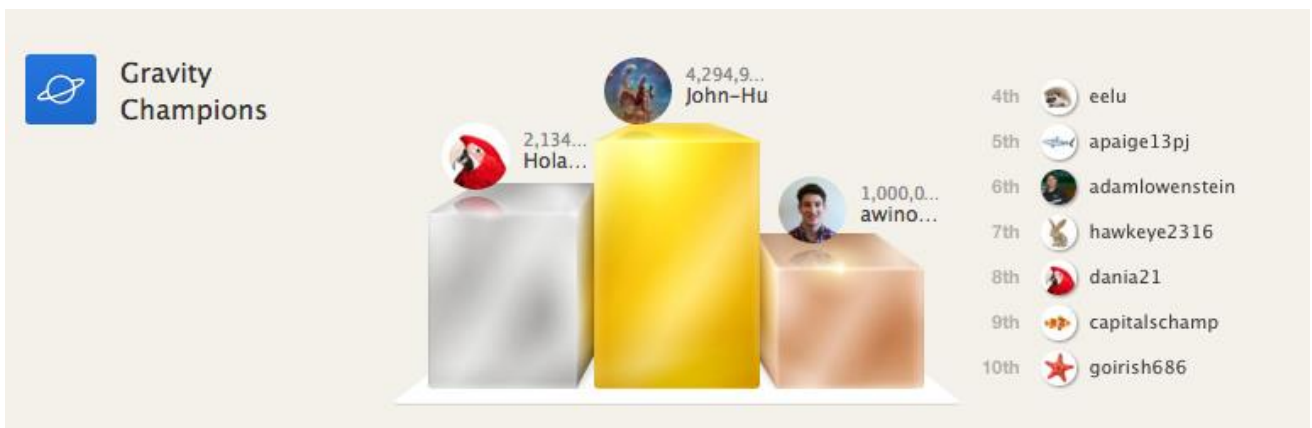 Gravity
Champions
2,134...
Hola...
4,294,9...
John-Hu
1,000,0...
awino...
4th eelu
5th apaige13pj
6th adamlowenstein
7th hawkeye2316
8th dania21
9th capitalschamp
10th goirish686